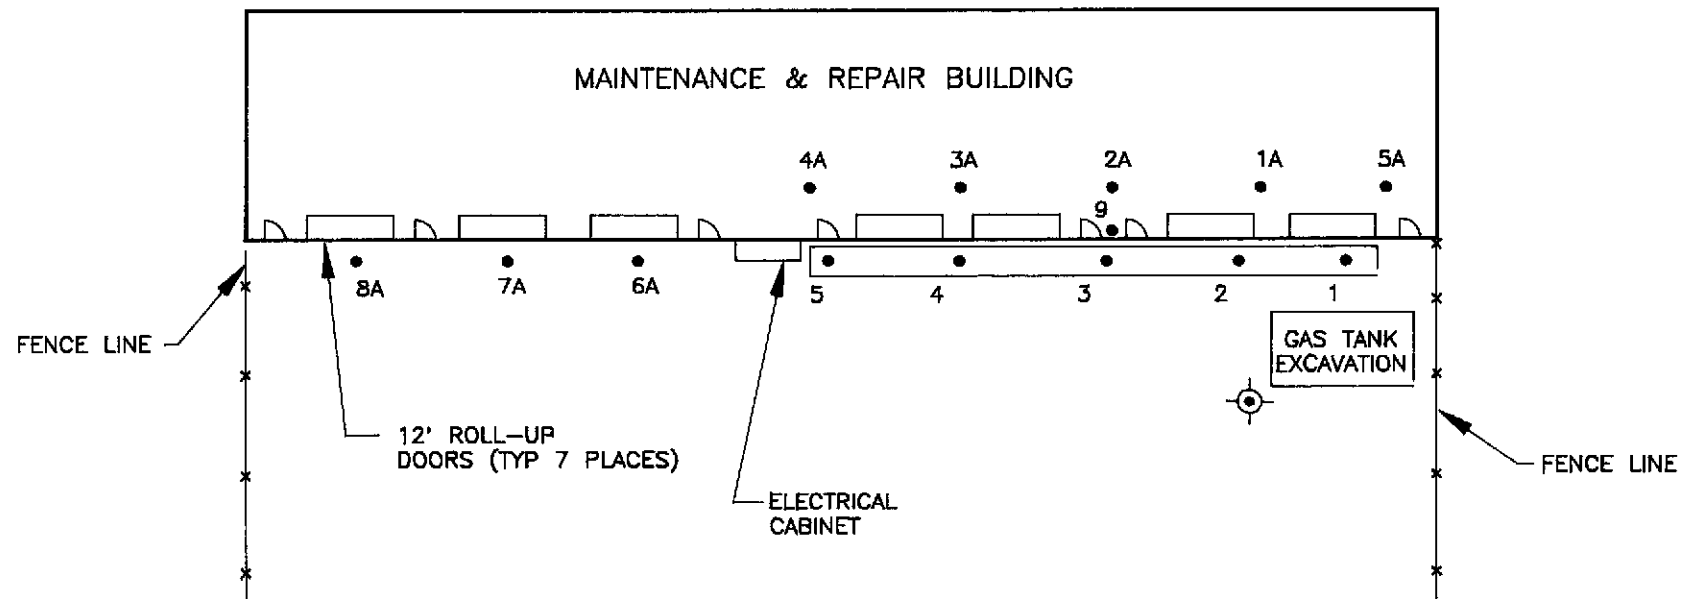 MAINTENANCE & REPAIR BUILDING
4A 3A 2A 1A 5A
9
8A 7A 6A 5 4 3 2 1
FENCE LINE
GAS TANK
EXCAVATION
12' ROLL-UP
DOORS (TYP 7 PLACES)
FENCE LINE
ELECTRICAL
CABINET